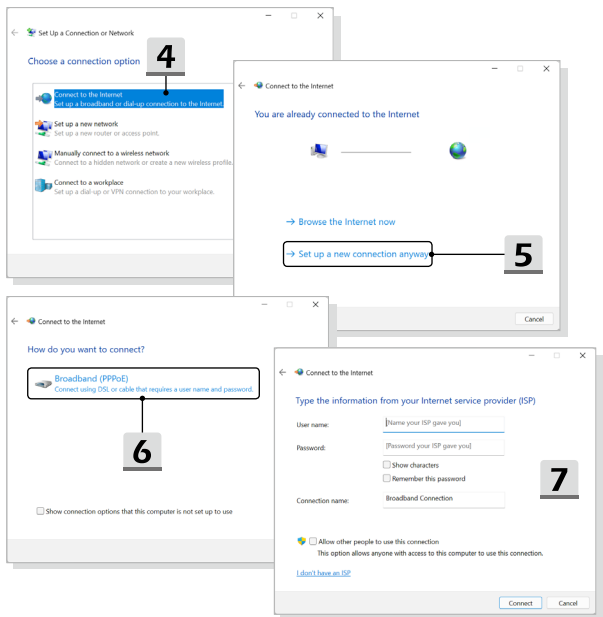 Set Up a Connection or Network
Choose a connection option
4
Connect to the Internet
Set up a broadband or dial-up connection to the Internet.
Set up a new network
Set up a new router or access point.
Manually connect to a wireless network
Connect to a hidden network or create a new wireless profile.
Connect to a workplace
Set up a dial-up or VPN connection to your workplace.
Connect to the Internet
You are already connected to the Internet
→ Browse the Internet now
→ Set up a new connection anyway
5
Cancel
Connect to the Internet
How do you want to connect?
Broadband (PPPoE)
Connect using DSL or cable that requires a user name and password.
6
Show connection options that this computer is not set up to use
Connect to the Internet
Type the information from your Internet service provider (ISP)
User name:
[Name your ISP gave you]
Password:
[Password your ISP gave you]
Show characters
Remember this password
7
Connection name:
Broadband Connection
Allow other people to use this connection
This option allows anyone with access to this computer to use this connection.
I don't have an ISP
Connect
Cancel